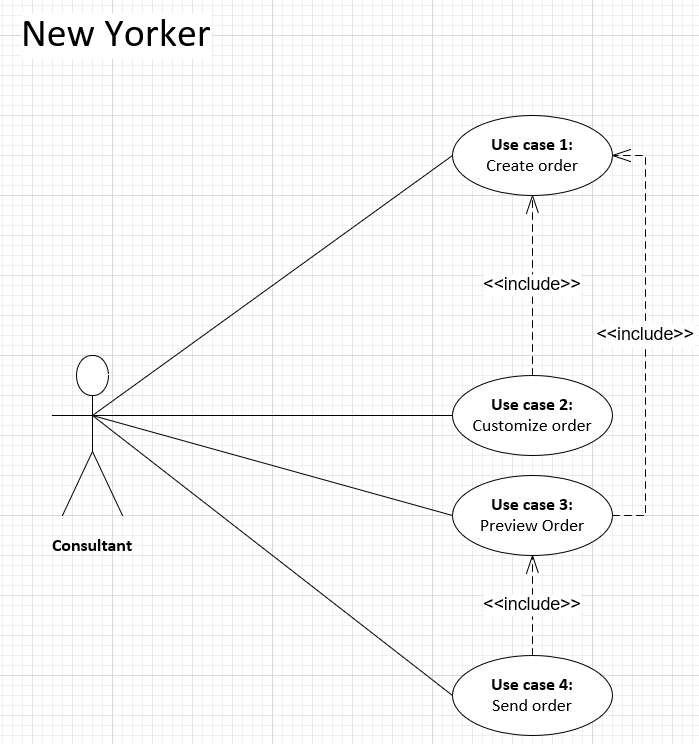 New Yorker
Use case 1:
Create order
<<include>>
<<include>>
Use case 2:
Customize order
Use case 3:
Preview Order
Consultant
<<include>>
Use case 4:
Send order